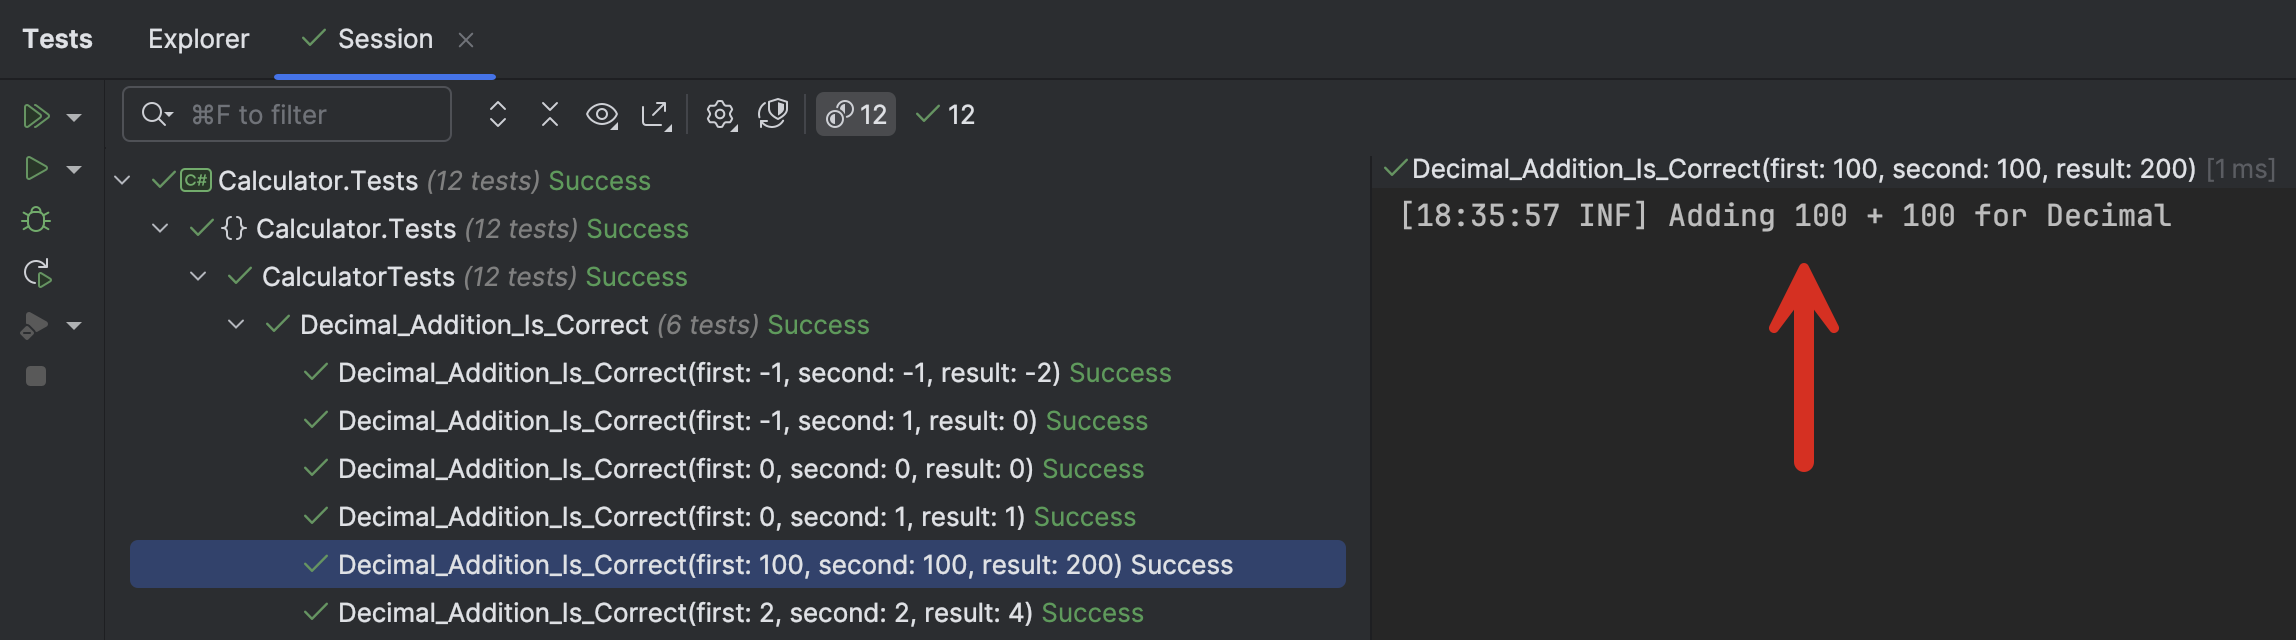 Tests Explorer Session
⌘F to filter 12 12
C# Calculator.Tests (12 tests) Success
{} Calculator.Tests (12 tests) Success
CalculatorTests (12 tests) Success
Decimal_Addition_Is_Correct (6 tests) Success
Decimal_Addition_Is_Correct(first: -1, second: -1, result: -2) Success
Decimal_Addition_Is_Correct(first: -1, second: 1, result: 0) Success
Decimal_Addition_Is_Correct(first: 0, second: 0, result: 0) Success
Decimal_Addition_Is_Correct(first: 0, second: 1, result: 1) Success
Decimal_Addition_Is_Correct(first: 100, second: 100, result: 200) Success
Decimal_Addition_Is_Correct(first: 2, second: 2, result: 4) Success
Decimal_Addition_Is_Correct(first: 100, second: 100, result: 200) [1 ms]
[18:35:57 INF] Adding 100 + 100 for Decimal